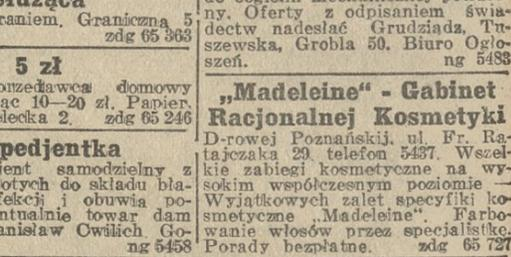 raniem. Graniczna 5
zdg 65 363
5 zł
domowy
10—20 zł. Papier,
2. zdg 65 246
pedjentka
samodzielny z
do składu bła-
i obuwia po-
towar dam
Cwilich, Go-
ng 5458
ny. Oferty z odpisaniem świa-
dectw nadesłać Grudziądz, Tu-
szewska, Grobla 50. Biuro Ogło-
szeń. ng 5483
„Madeleine“ - Gabinet
Racjonalnej Kosmetyki
D-rowej Poznańskij, ul. Fr. Ra-
tajczaka 29, telefon 5437. Wszel-
kie zabiegi kosmetyczne na wy-
sokim współczesnym poziomie —
Wyjątkowych zalet specyfiki ko-
smetyczne „Madeleine“. Farbo-
wanie włosów przez specjalistkę.
Porady bezpłatne. zdg 65 727